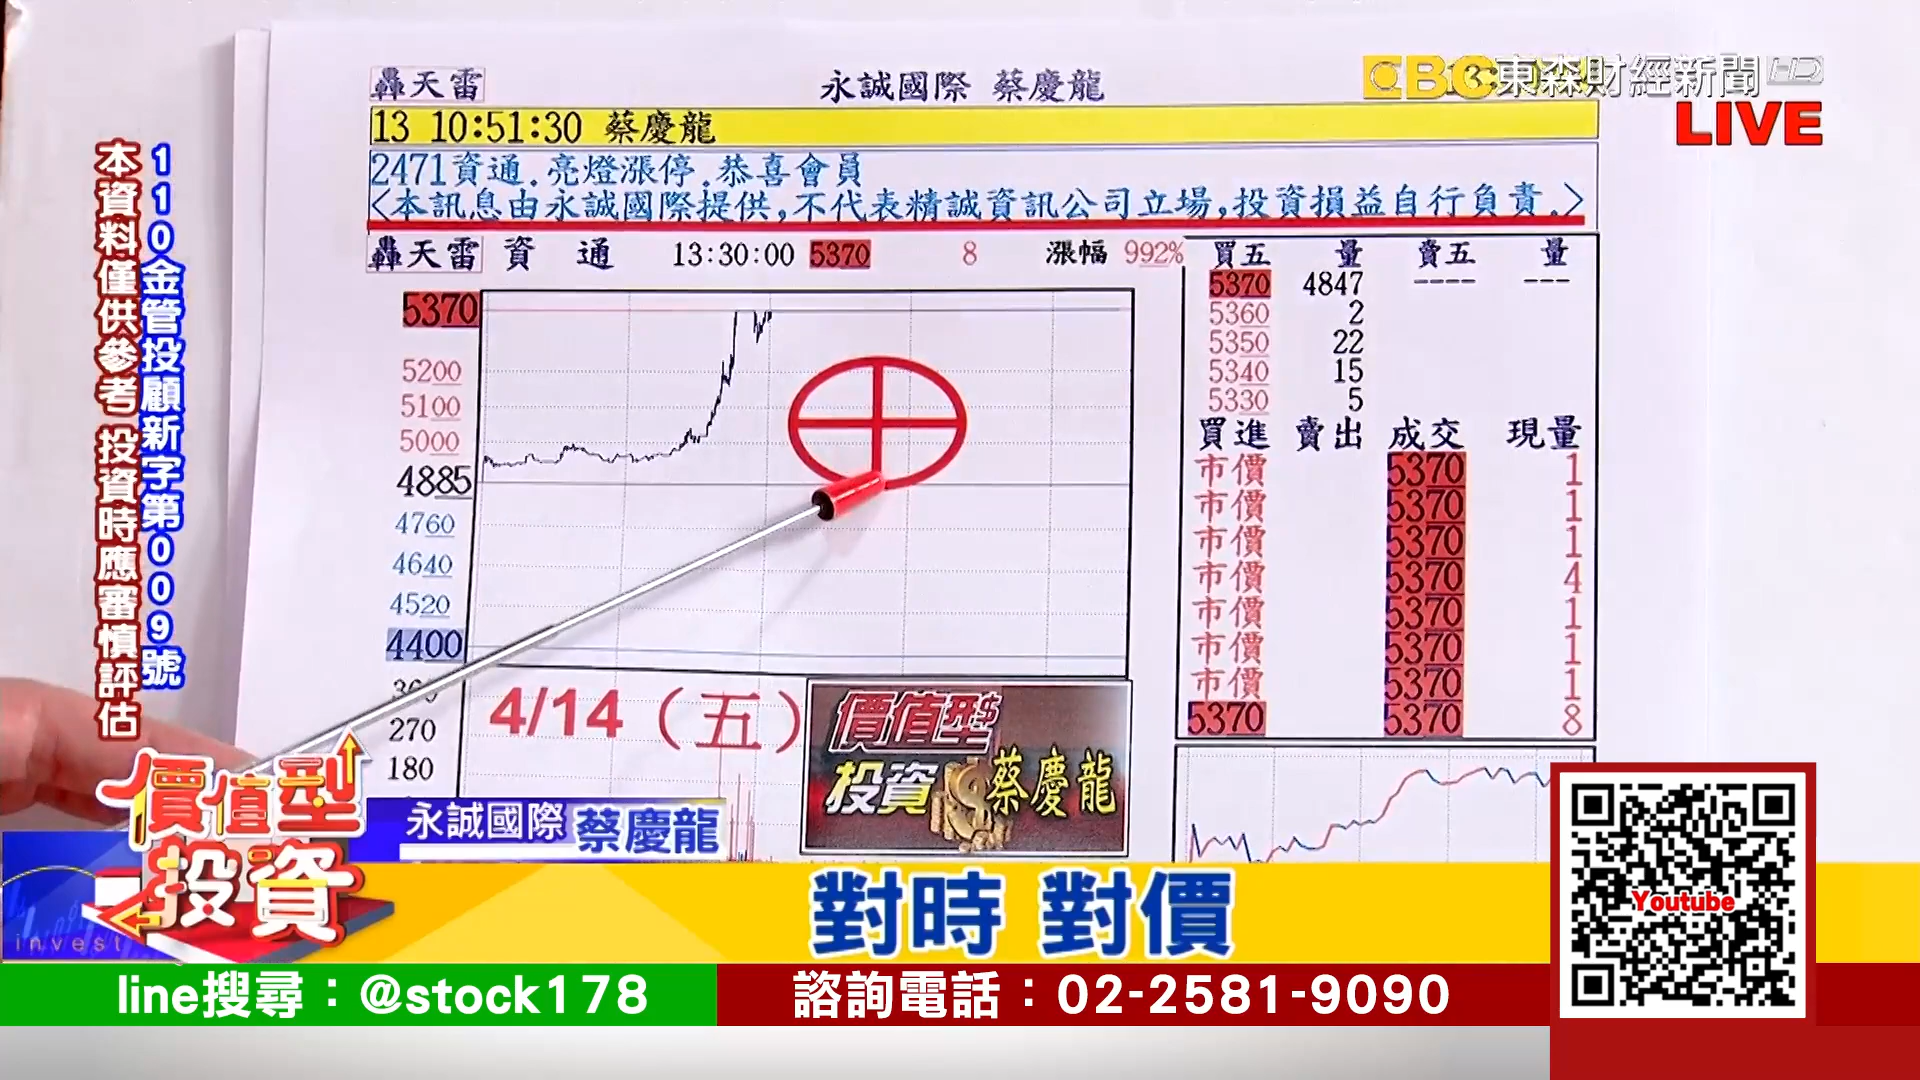 轟天雷
永誠國際 蔡慶龍
EBC東森財經新聞HD
LIVE
13 10:51:30 蔡慶龍
2471資通.亮燈漲停.恭喜會員
<本訊息由永誠國際提供,不代表精誠資訊公司立場,投資損益自行負責.>
轟天雷 資 通 13:30:00 5370 8 漲幅 992%
買五 量 賣五 量
5370 4847 ---- ---
5360 2
5350 22
5340 15
5330 5
買進 賣出 成交 現量
市價 5370 1
市價 5370 1
市價 5370 1
市價 5370 4
市價 5370 1
市價 5370 1
市價 5370 1
5370 5370 8
5370
5200
5100
5000
4885
4760
4640
4520
4400
360
270
180
4/14（五）
價值型
投資 蔡慶龍
110金管投顧新字第009號
本資料僅供參考 投資時應審慎評估
價值型
投資
invest
永誠國際 蔡慶龍
對時 對價
Youtube
line搜尋：@stock178
諮詢電話：02-2581-9090